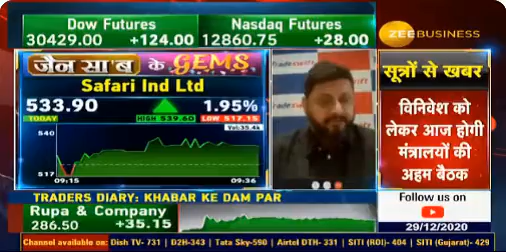 Dow Futures
30429.00 +124.00
Nasdaq Futures
12860.75 +28.00
ZEE BUSINESS
जैन सा'ब के GEMS
Safari Ind Ltd
533.90 1.95%
TODAY HIGH 539.60 LOW 517.15
Vol:35.4k
540
517
09:15 09:36
tradeswift
सूत्रों से खबर
विनिवेश को
लेकर आज होगी
मंत्रालयों की
अहम बैठक
TRADERS DIARY: KHABAR KE DAM PAR
Rupa & Company
286.50 +35.15
Follow us on
29/12/2020
Channel available on: Dish TV- 731 | D2H-343 | Tata Sky-590 | Airtel DTH- 331 | SITI (ROI)- 404 | SITI (Gujarat)- 429